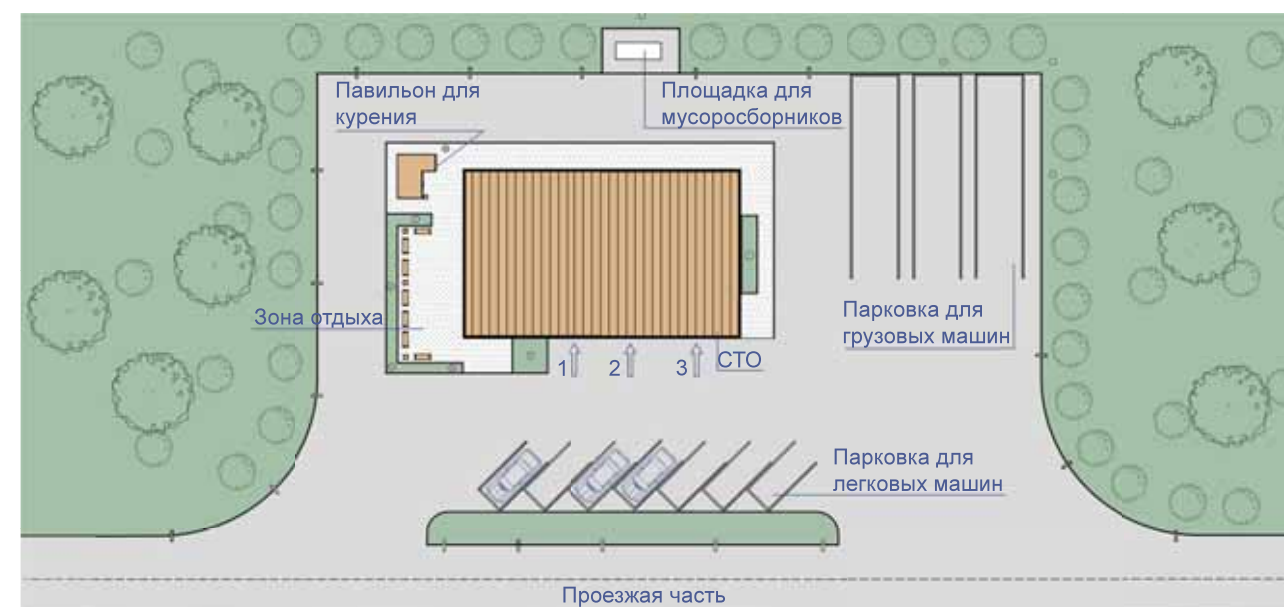 Павильон для
курения
Площадка для
мусоросборников
Зона отдыха
Парковка для
грузовых машин
1
2
3
СТО
Парковка для
легковых машин
Проезжая часть